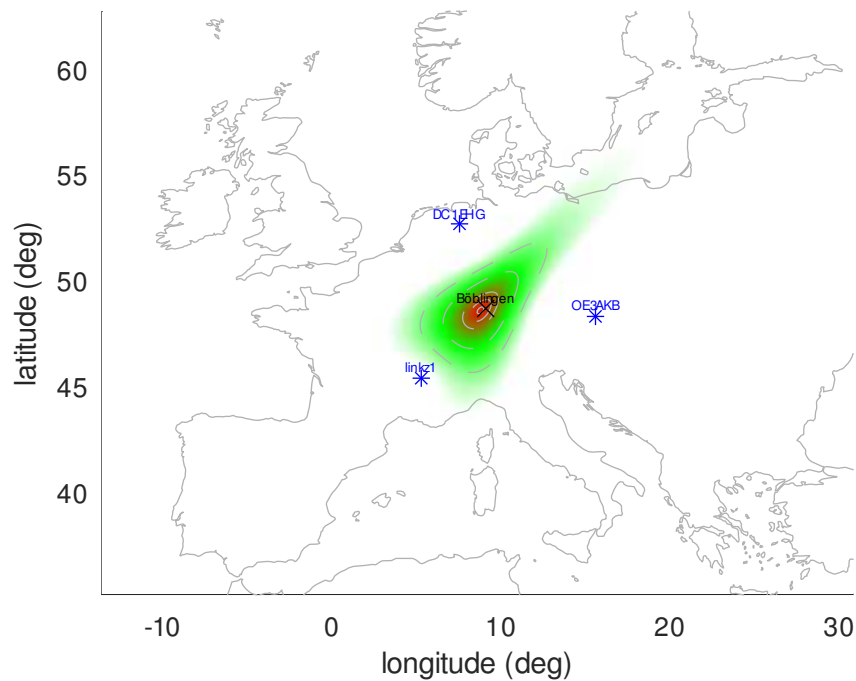 60
55
DC1EHG
50
Böblingen
OE3AKB
linkz1
45
40
latitude (deg)
-10 0 10 20 30
longitude (deg)